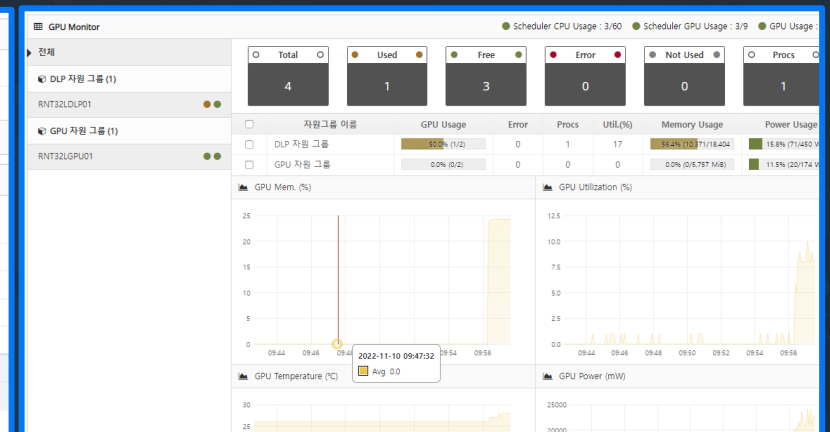 GPU Monitor
Scheduler CPU Usage : 3/60 Scheduler GPU Usage : 3/9 GPU Usage :
전체
DLP 자원 그룹 (1)
RNT32LDLP01
GPU 자원 그룹 (1)
RNT32LGPU01
Total Used Free Error Not Used Procs
4 1 3 0 0 1
자원그룹 이름 GPU Usage Error Procs Util.(%) Memory Usage Power Usage
DLP 자원 그룹 50.0% (1/2) 0 1 17 56.4% (10,371/18,404 15.8% (71/450 W
GPU 자원 그룹 0.0% (0/2) 0 0 0 0.0% (0/5,757 MiB) 11.5% (20/174 W
GPU Mem. (%)
25
20
15
10
5
0
09:44 09:46 09:48 09:54 09:56
2022-11-10 09:47:32
Avg 0.0
GPU Utilization (%)
12.5
10.0
7.5
5.0
2.5
0.0
09:44 09:46 09:48 09:50 09:52 09:54 09:56
GPU Temperature (℃)
30
25
GPU Power (mW)
25000
20000